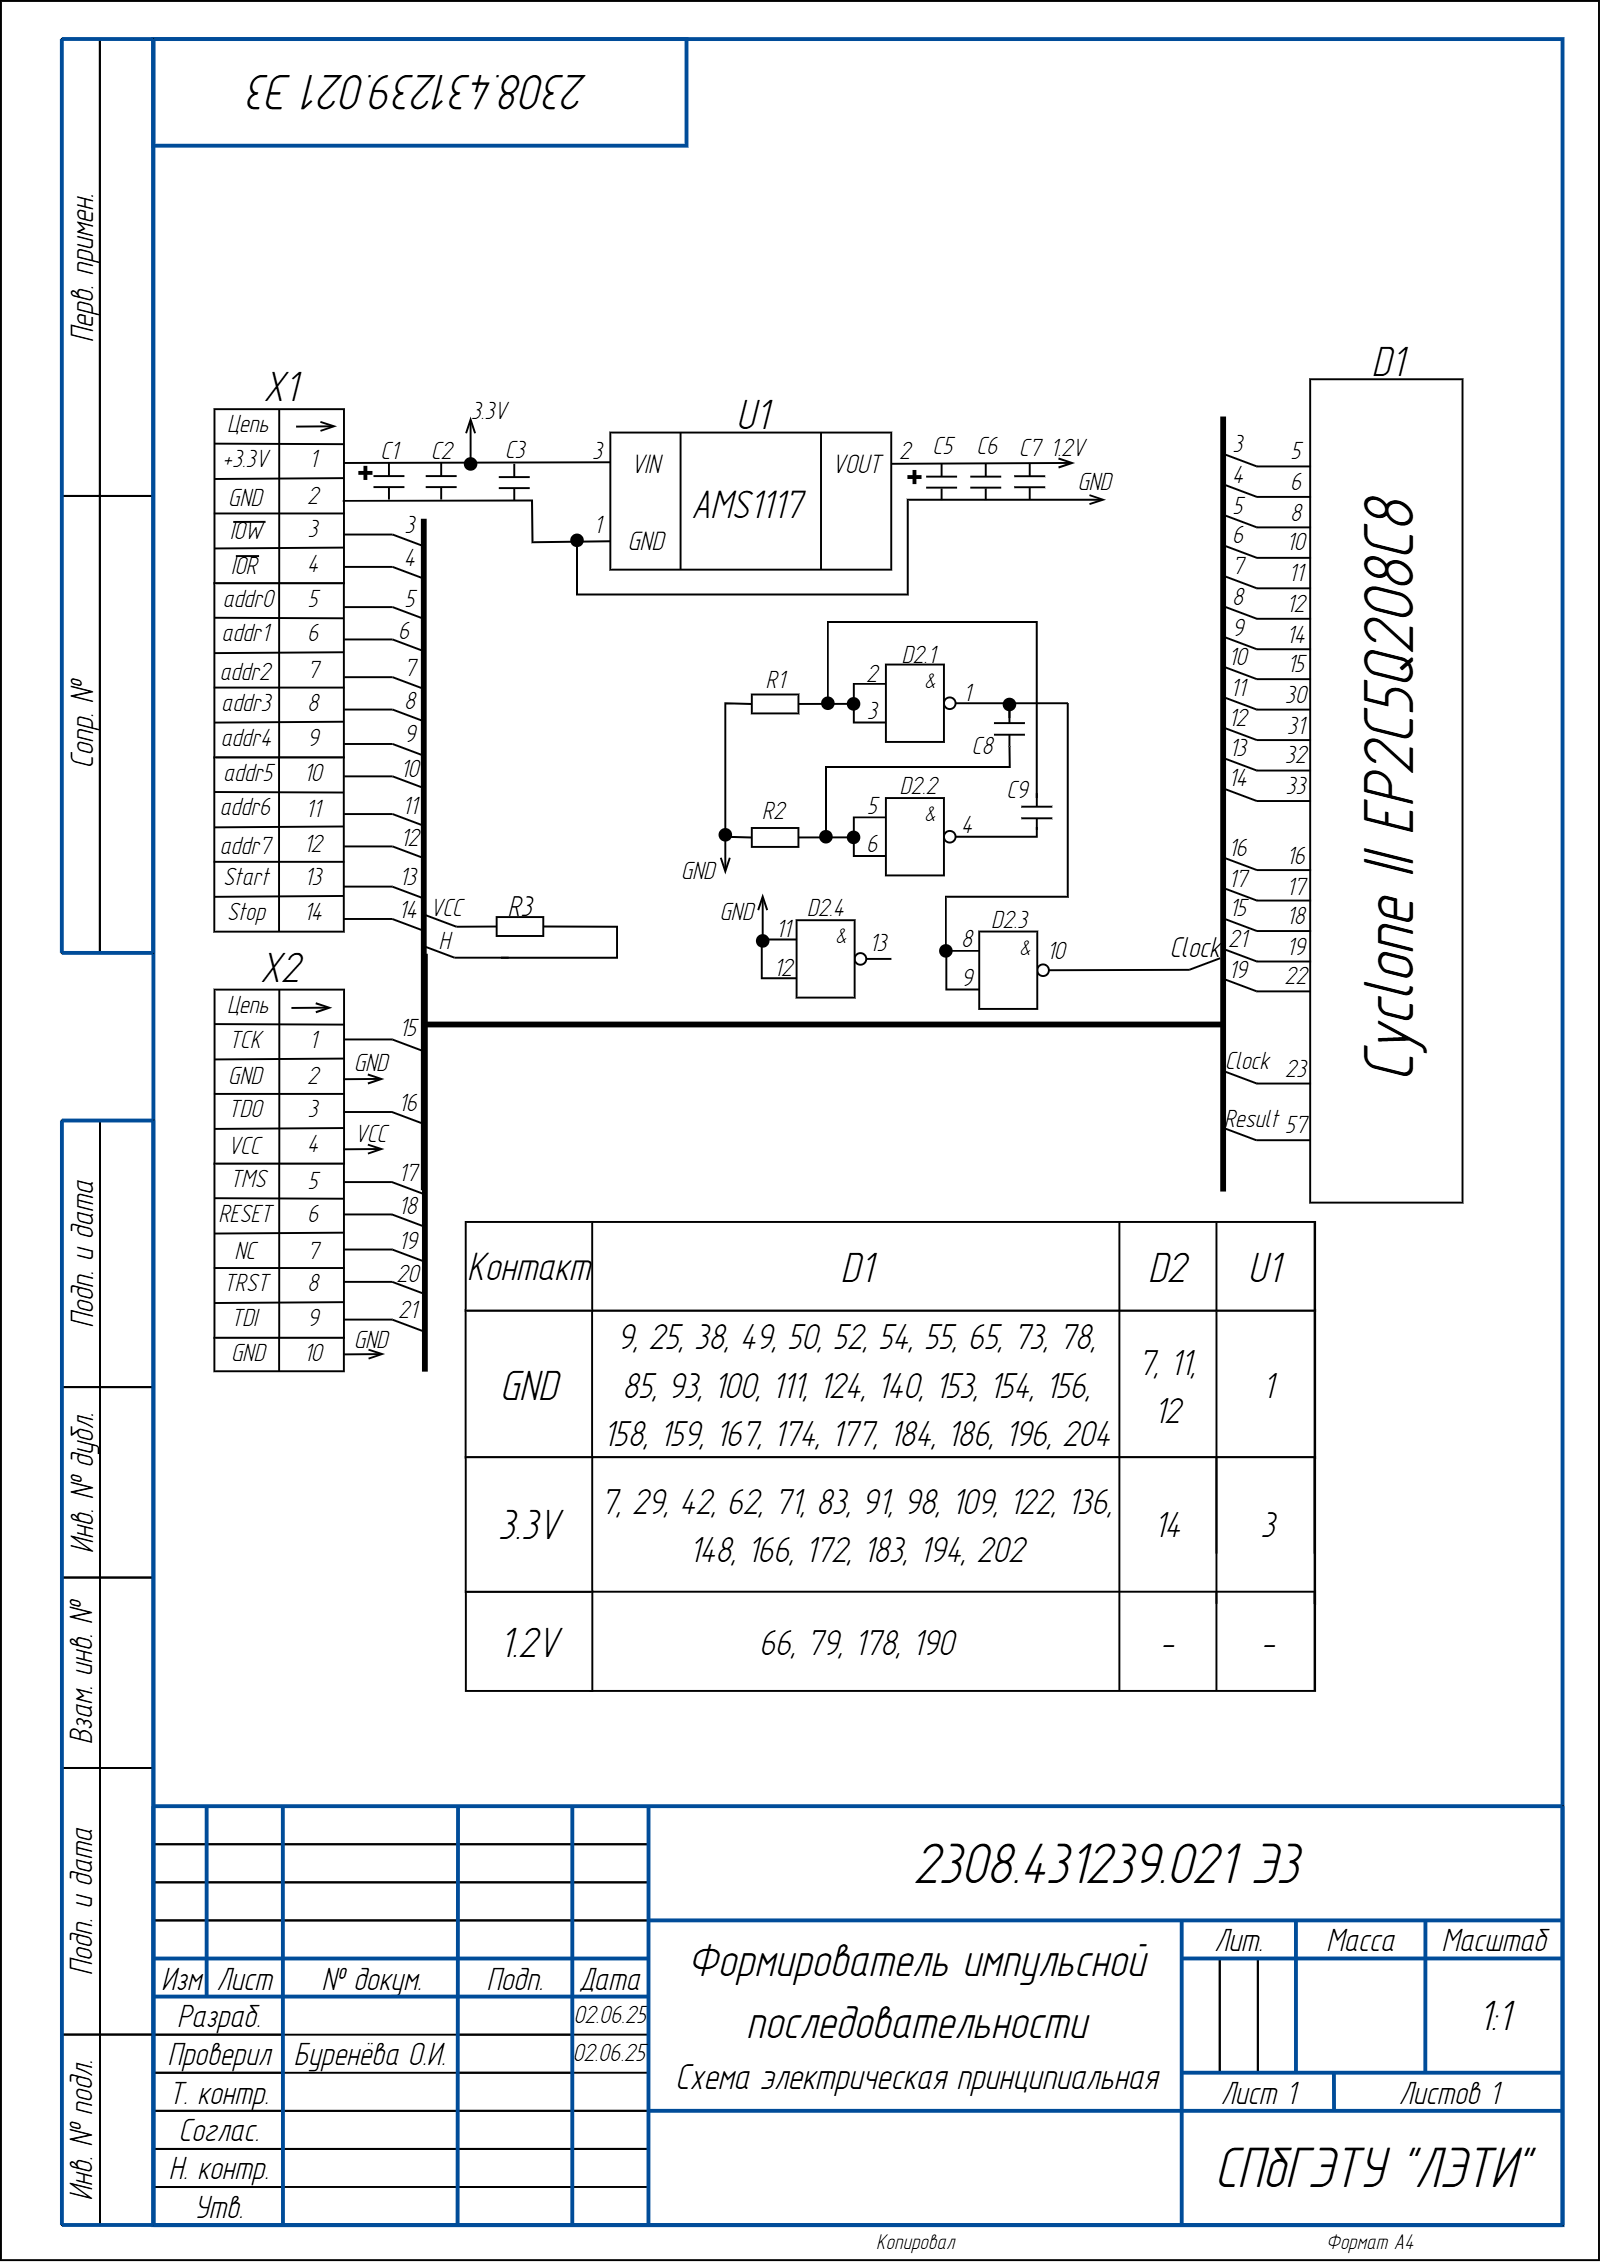 2308.431239.021 ЭЗ
Перв. примен.
Сопр. №
Подп. и дата
Инв. № дубл.
Взам. инв. №
Подп. и дата
Инв. № подл.
X1
Цепь
+3.3V 1
GND 2
IOW 3 3
IOR 4 4
addr0 5 5
addr1 6 6
addr2 7 7
addr3 8 8
addr4 9 9
addr5 10 10
addr6 11 11
addr7 12 12
Start 13 13
Stop 14 14
X2
Цепь
TCK 1 15
GND 2 GND
TDO 3 16
VCC 4 VCC
TMS 5 17
RESET 6 18
NC 7 19
TRST 8 20
TDI 9 21
GND 10 GND
C1 C2 3.3V C3
U1
3 VIN VOUT 2
AMS1117
1 GND
C5 C6 C7 1.2V
GND
R1 D2.1
2 & 1
3
C8
D2.2
R2 5 & 4 C9
6
GND
VCC R3
H
GND D2.4
11 & 13
12
D2.3
8 & 10 Clock
9
D1
Cyclone II EP2C5Q208C8
3 5
4 6
5 8
6 10
7 11
8 12
9 14
10 15
11 30
12 31
13 32
14 33
16 16
17 17
15 18
21 19
19 22
Clock 23
Result 57
Контакт D1 D2 U1
GND
9, 25, 38, 49, 50, 52, 54, 55, 65, 73, 78,
85, 93, 100, 111, 124, 140, 153, 154, 156,
158, 159, 167, 174, 177, 184, 186, 196, 204
7, 11,
12
1
3.3V
7, 29, 42, 62, 71, 83, 91, 98, 109, 122, 136,
148, 166, 172, 183, 194, 202
14
3
1.2V 66, 79, 178, 190 - -
2308.431239.021 ЭЗ
Изм Лист № докум. Подп. Дата
Разраб. 02.06.25
Проверил Буренёва О.И. 02.06.25
Т. контр.
Соглас.
Н. контр.
Утв.
Формирователь импульсной
последовательности
Схема электрическая принципиальная
Лит. Масса Масштаб
1:1
Лист 1 Листов 1
СПбГЭТУ "ЛЭТИ"
Копировал Формат А4